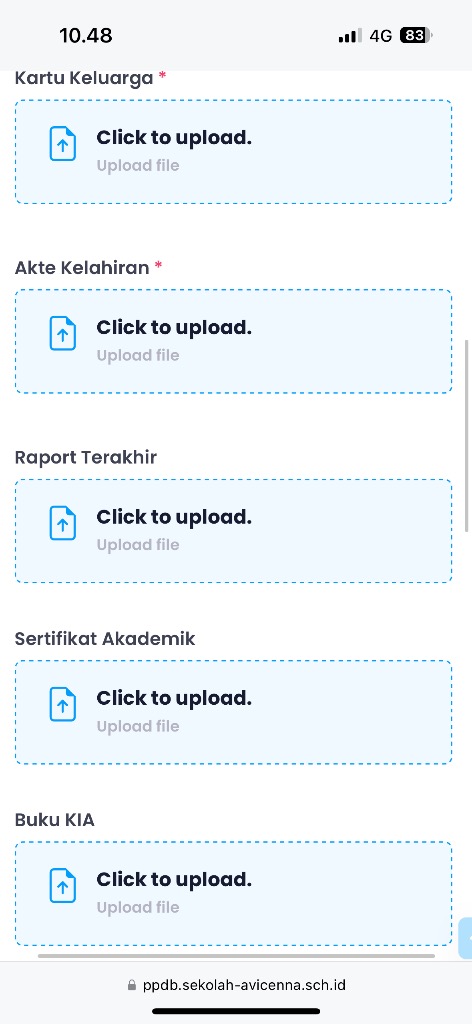 10.48
4G 83
Kartu Keluarga *
Click to upload.
Upload file
Akte Kelahiran *
Click to upload.
Upload file
Raport Terakhir
Click to upload.
Upload file
Sertifikat Akademik
Click to upload.
Upload file
Buku KIA
Click to upload.
Upload file
ppdb.sekolah-avicenna.sch.id